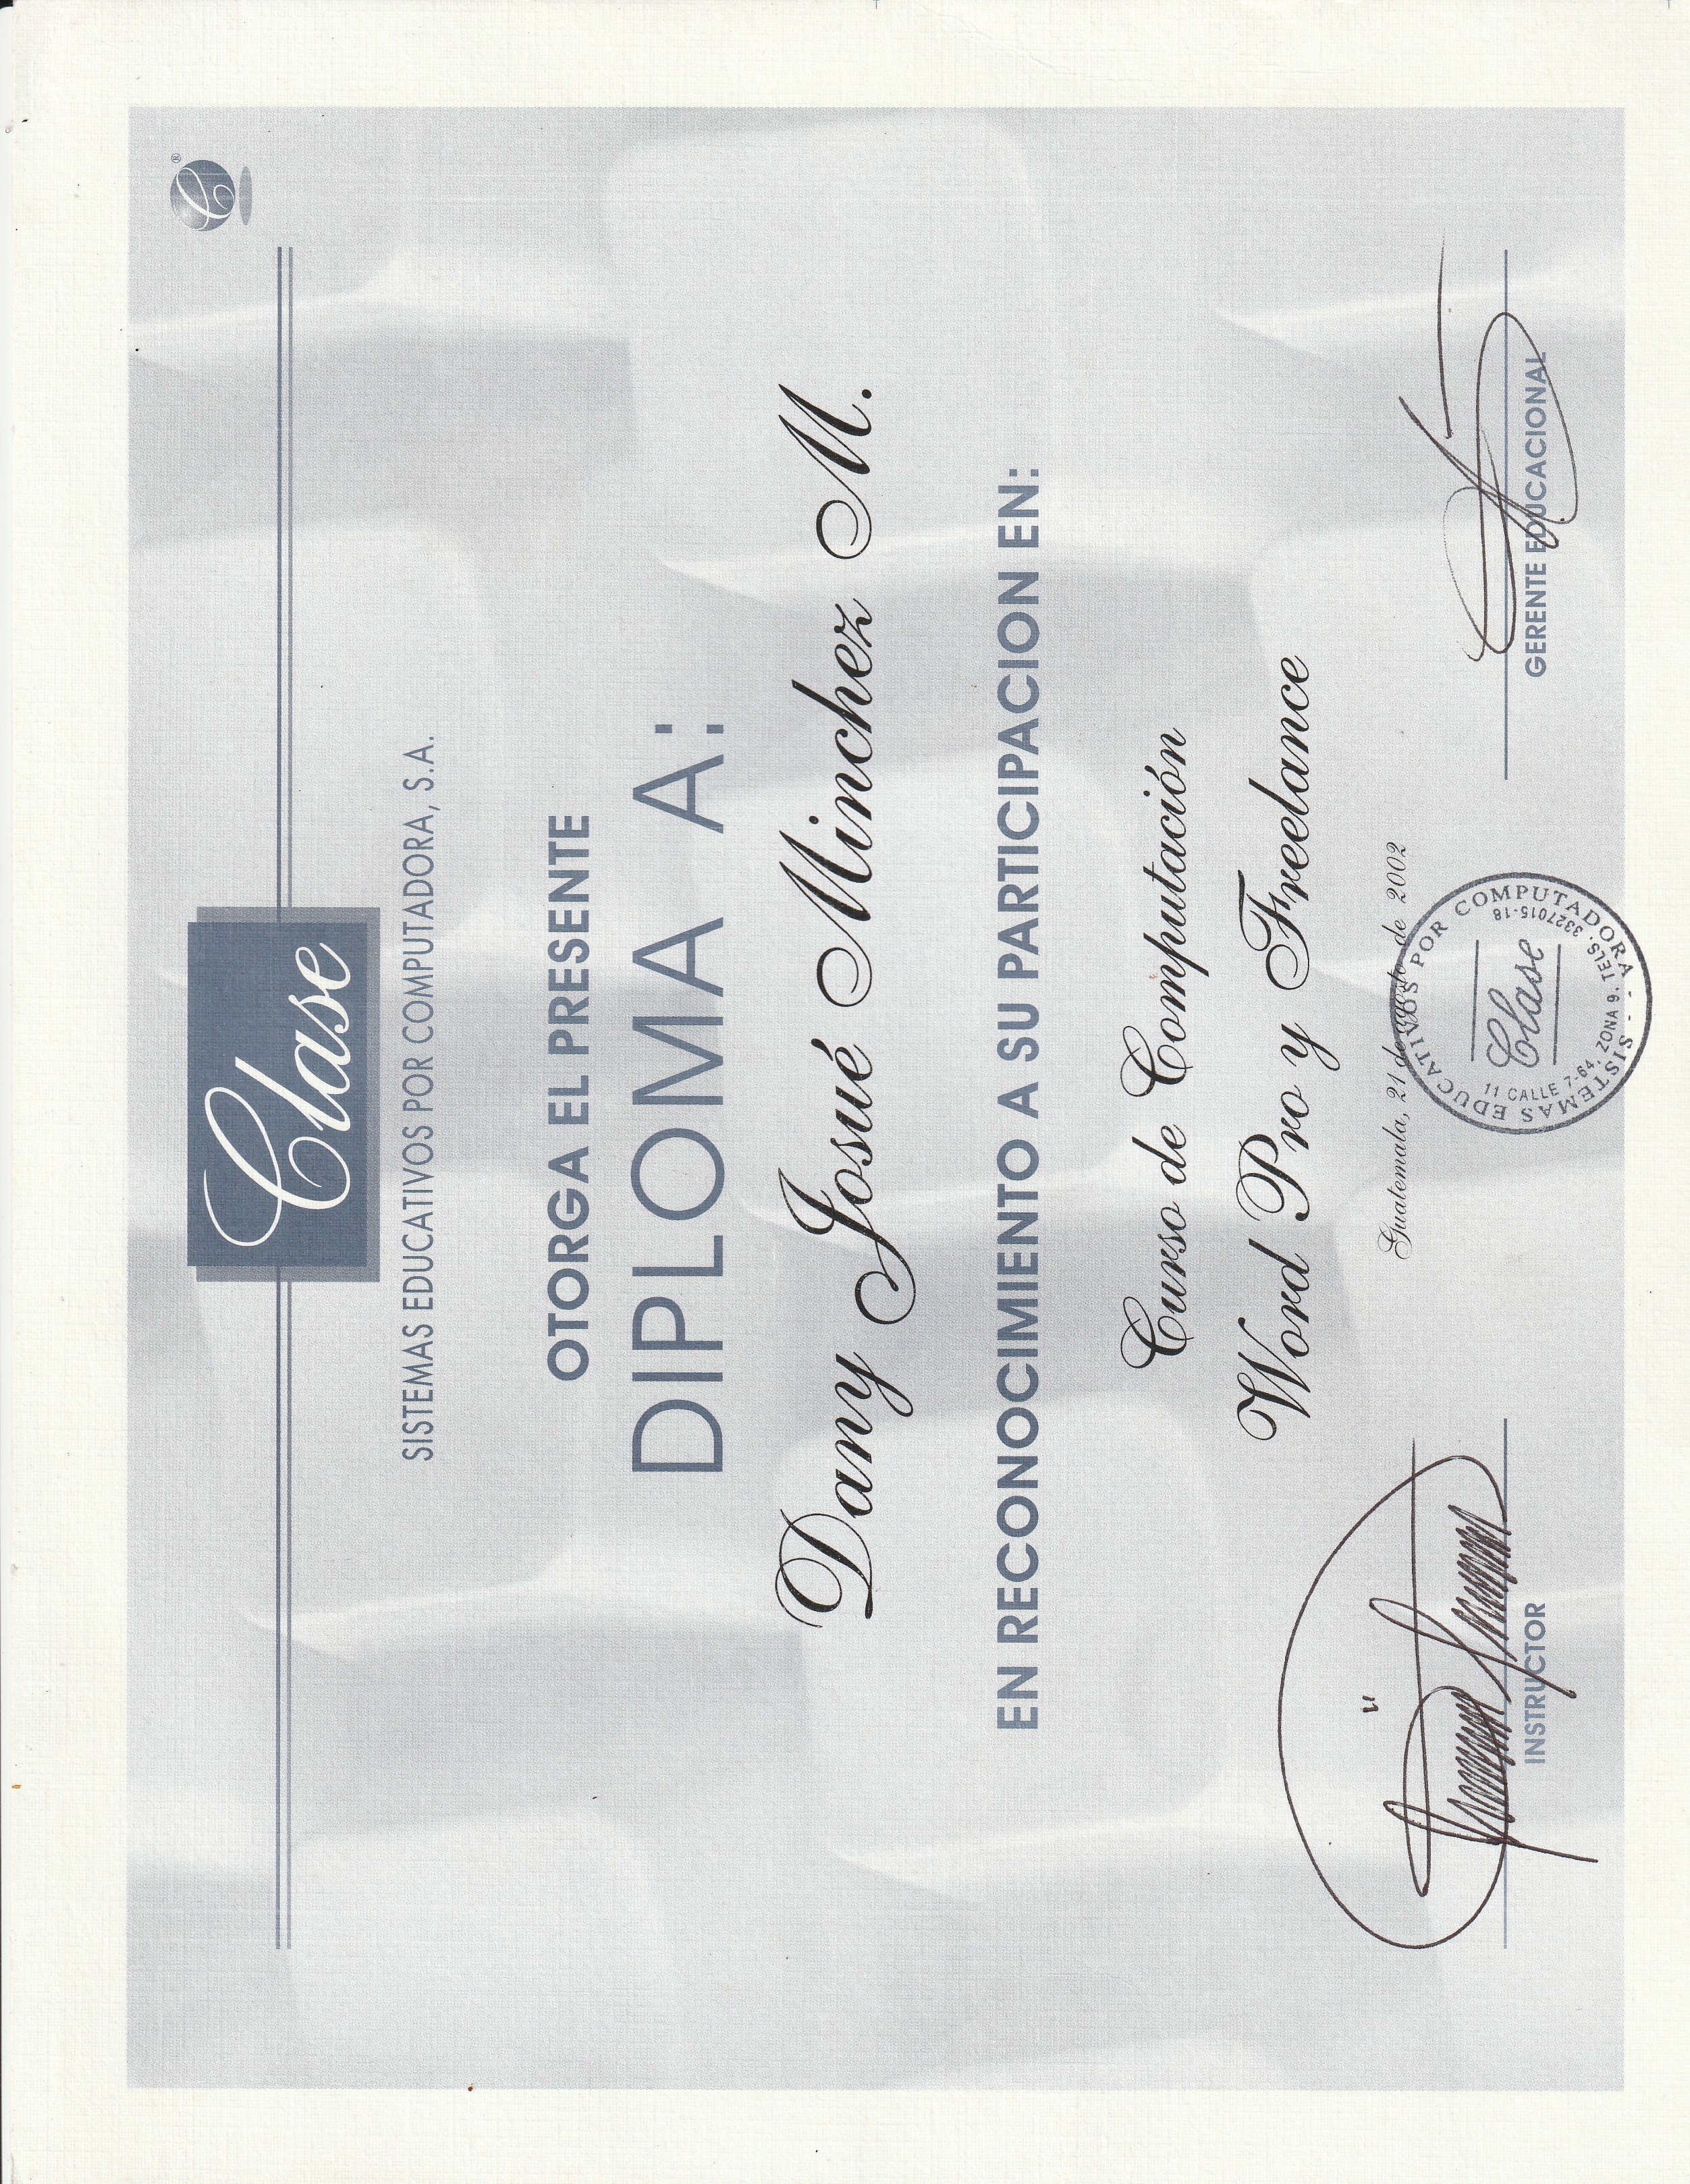 Clase
C®
SISTEMAS EDUCATIVOS POR COMPUTADORA, S.A.
OTORGA EL PRESENTE
DIPLOMA A:
Dany Josué Minchez M.
EN RECONOCIMIENTO A SU PARTICIPACION EN:
Curso de Computación
Word Pro y Freelance
Guatemala, 21 de agosto de 2002
INSTRUCTOR
SISTEMAS EDUCATIVOS POR COMPUTADORA - -
Clase
11 CALLE 7-64, ZONA 9, TELS. 3327015-18
GERENTE EDUCACIONAL